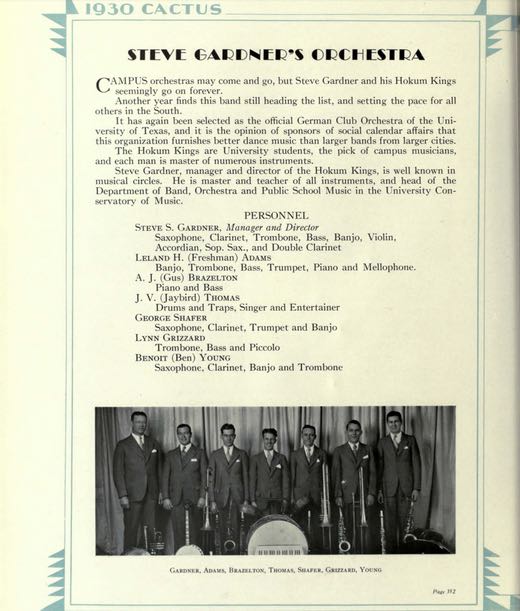 1930 CACTUS
STEVE GARDNER'S ORCHESTRA
CAMPUS orchestras may come and go, but Steve Gardner and his Hokum Kings
seemingly go on forever.
Another year finds this band still heading the list, and setting the pace for all
others in the South.
It has again been selected as the official German Club Orchestra of the Uni-
versity of Texas, and it is the opinion of sponsors of social calendar affairs that
this organization furnishes better dance music than larger bands from larger cities.
The Hokum Kings are University students, the pick of campus musicians,
and each man is master of numerous instruments.
Steve Gardner, manager and director of the Hokum Kings, is well known in
musical circles. He is master and teacher of all instruments, and head of the
Department of Band, Orchestra and Public School Music in the University Con-
servatory of Music.
PERSONNEL
STEVE S. GARDNER, Manager and Director
Saxophone, Clarinet, Trombone, Bass, Banjo, Violin,
Accordian, Sop. Sax., and Double Clarinet
LELAND H. (Freshman) ADAMS
Banjo, Trombone, Bass, Trumpet, Piano and Mellophone.
A. J. (Gus) BRAZELTON
Piano and Bass
J. V. (Jaybird) THOMAS
Drums and Traps, Singer and Entertainer
GEORGE SHAFER
Saxophone, Clarinet, Trumpet and Banjo
LYNN GRIZZARD
Trombone, Bass and Piccolo
BENOIT (Ben) YOUNG
Saxophone, Clarinet, Banjo and Trombone
GARDNER, ADAMS, BRAZELTON, THOMAS, SHAFER, GRIZZARD, YOUNG
Page 392